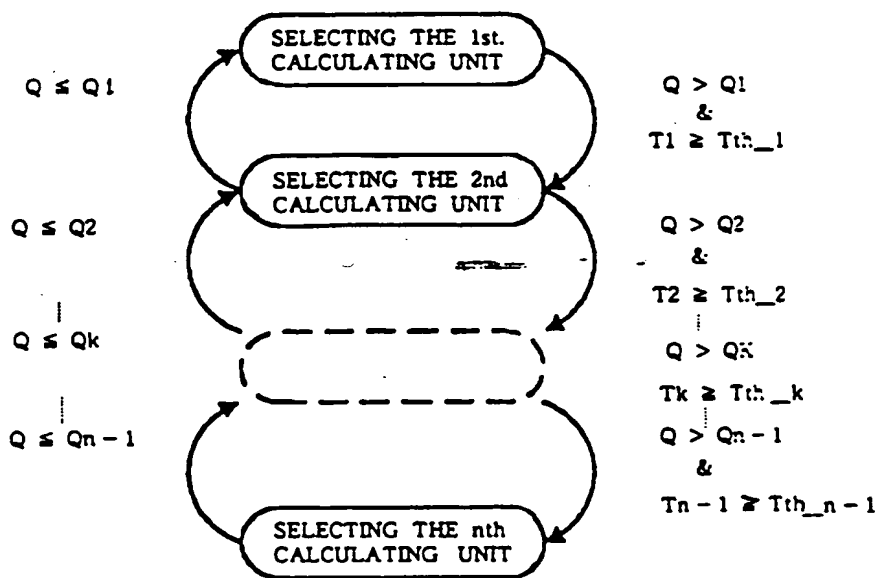 SELECTING THE 1st.
CALCULATING UNIT
Q ≦ Q1
Q > Q1
&
T1 ≧ Tth_1
SELECTING THE 2nd
CALCULATING UNIT
Q ≦ Q2
Q > Q2
&
T2 ≧ Tth_2
Q ≦ Qk
Q > QK
Tk ≧ Tth_k
Q ≦ Qn-1
Q > Qn-1
&
Tn-1 ≧ Tth_n-1
SELECTING THE nth
CALCULATING UNIT